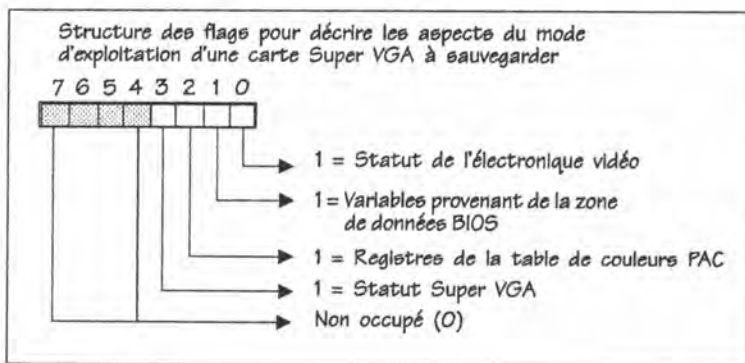 Structure des flags pour décrire les aspects du mode
d'exploitation d'une carte Super VGA à sauvegarder
7 6 5 4 3 2 1 0
1 = Statut de l'électronique vidéo
1 = Variables provenant de la zone
de données BIOS
1 = Registres de la table de couleurs PAC
1 = Statut Super VGA
Non occupé (0)